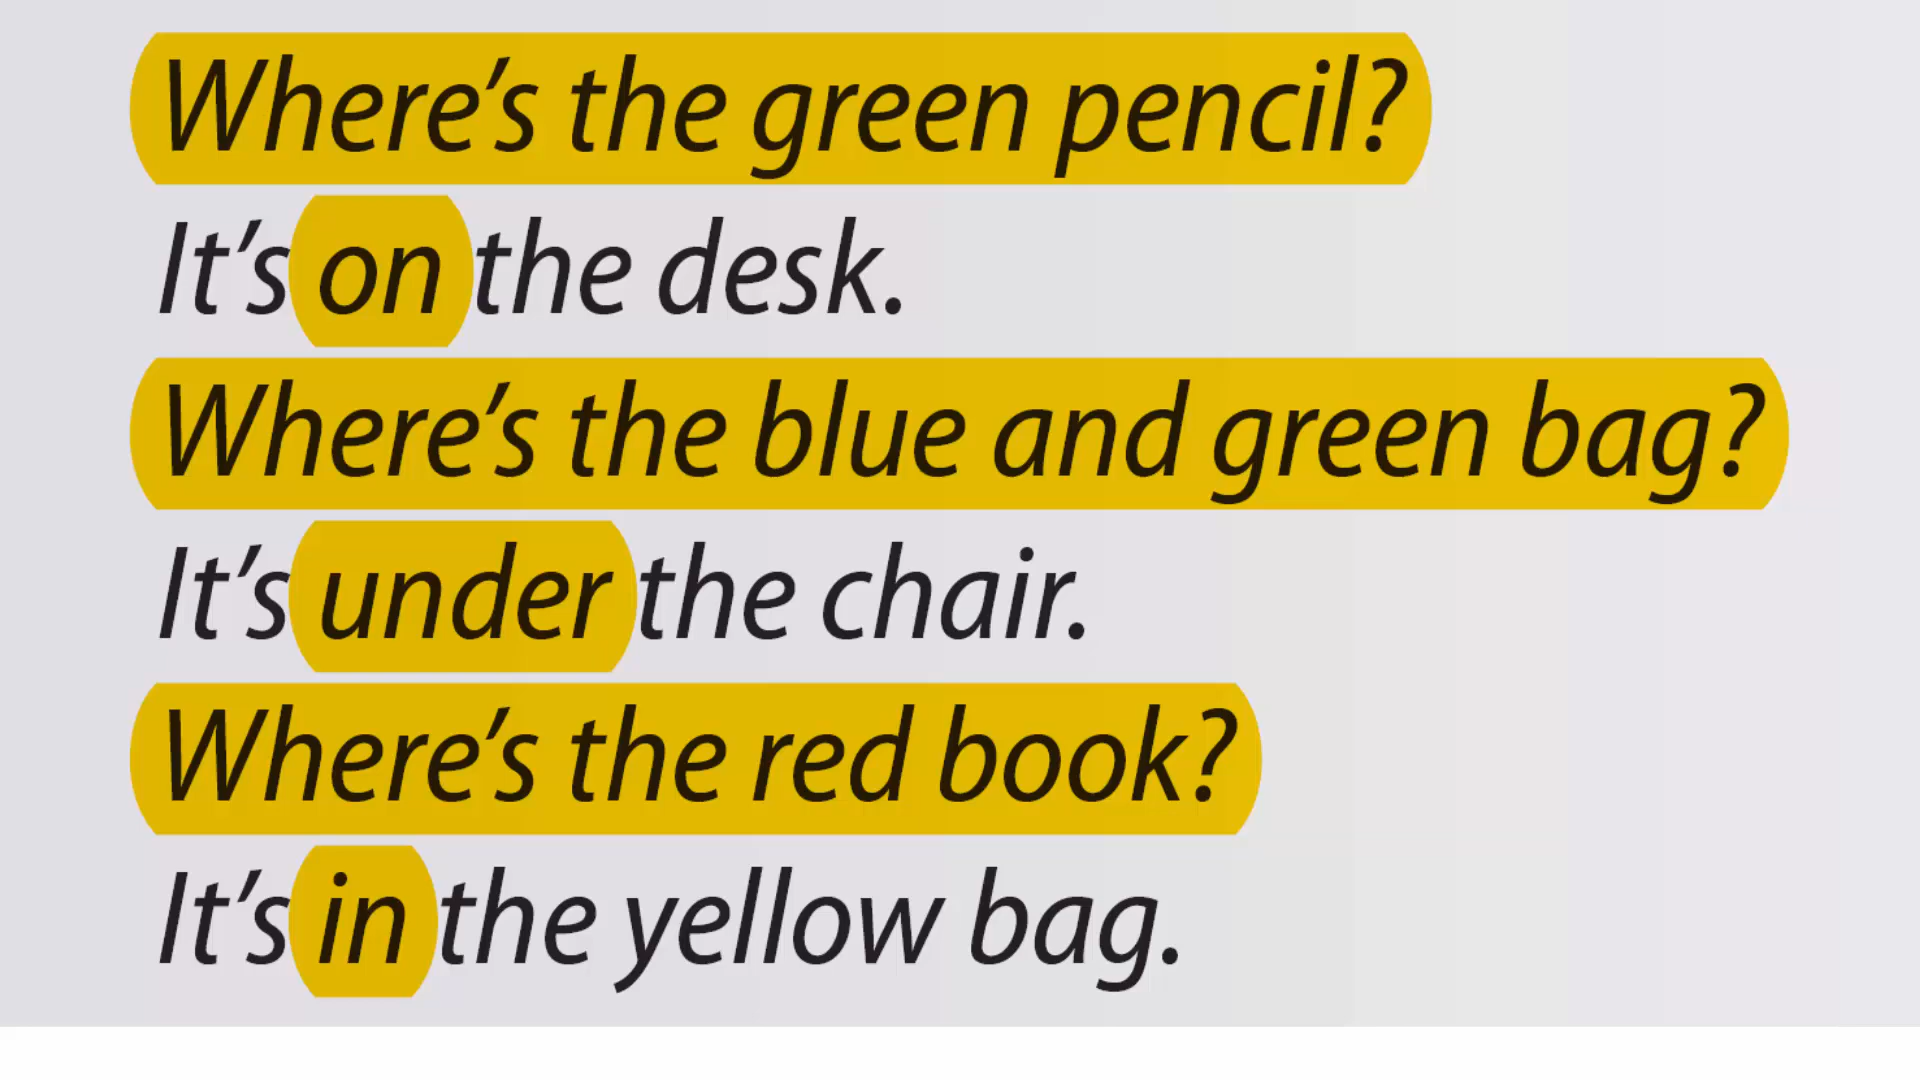 Where’s the green pencil?
It’s on the desk.
Where’s the blue and green bag?
It’s under the chair.
Where’s the red book?
It’s in the yellow bag.